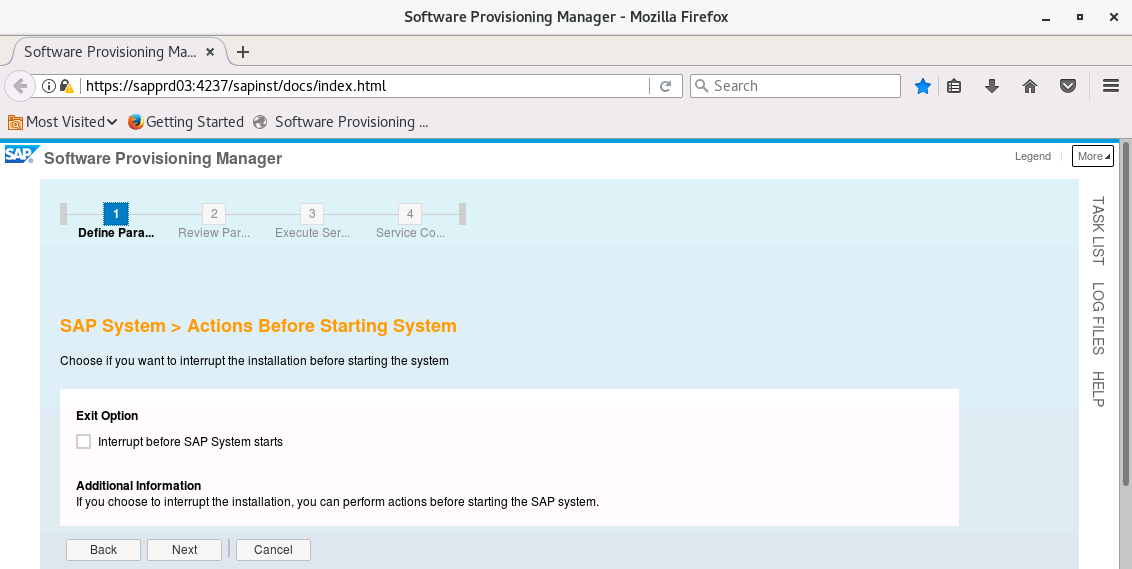 Software Provisioning Manager - Mozilla Firefox
Software Provisioning Ma...
https://sapprd03:4237/sapinst/docs/index.html
Search
Most Visited
Getting Started
Software Provisioning ...
SAP
Software Provisioning Manager
Legend
More
1
2
3
4
Define Para...
Review Par...
Execute Ser...
Service Co...
TASK LIST
LOG FILES
HELP
SAP System > Actions Before Starting System
Choose if you want to interrupt the installation before starting the system
Exit Option
Interrupt before SAP System starts
Additional Information
If you choose to interrupt the installation, you can perform actions before starting the SAP system.
Back
Next
Cancel